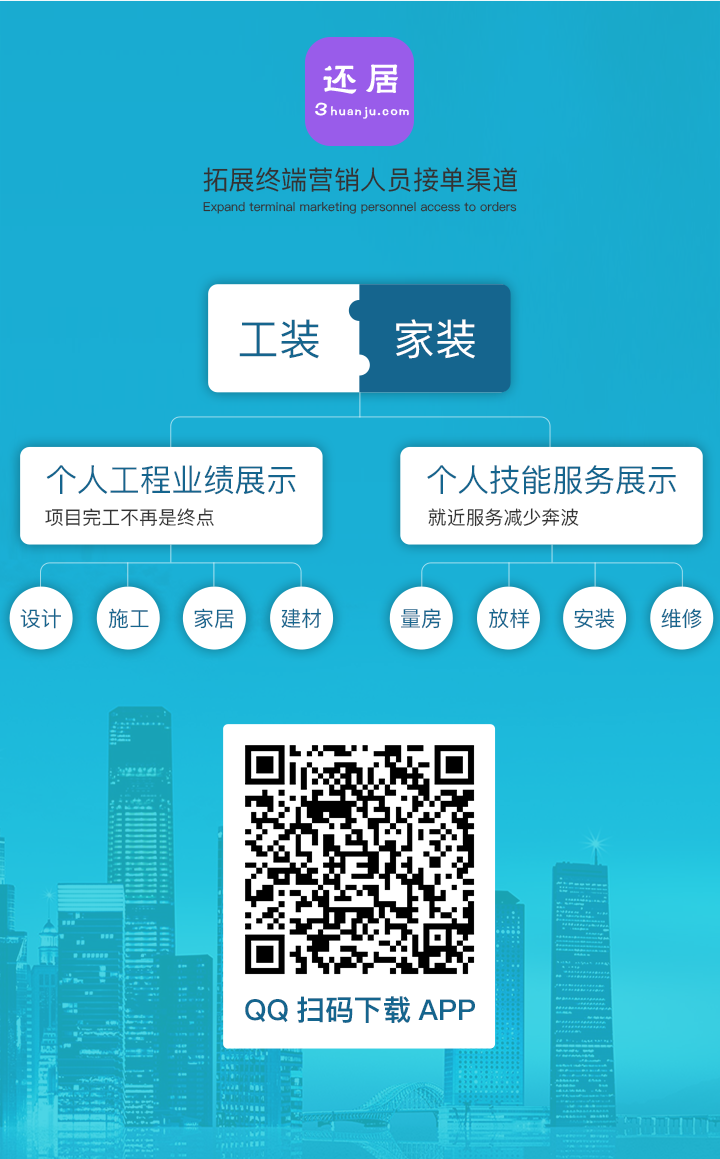 还居
3huanju.com
拓展终端营销人员接单渠道
Expand terminal marketing personnel access to orders
工装
家装
个人工程业绩展示
项目完工不再是终点
个人技能服务展示
就近服务减少奔波
设计
施工
家居
建材
量房
放样
安装
维修
QQ 扫码下载 APP